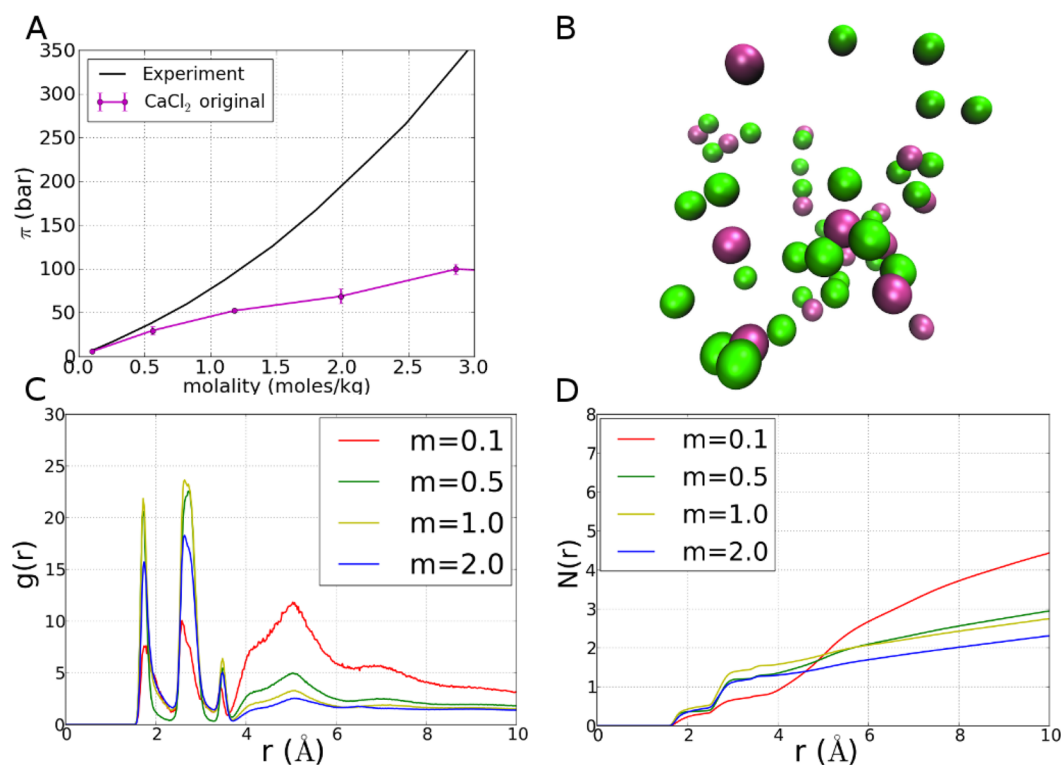 A
350
300
250
200
150
100
50
0
π (bar)
Experiment
CaCl₂ original
0.0 0.5 1.0 1.5 2.0 2.5 3.0
molality (moles/kg)
B
C
30
25
20
15
10
5
0
g(r)
m=0.1
m=0.5
m=1.0
m=2.0
0 2 4 6 8 10
r (Å)
D
8
7
6
5
4
3
2
1
0
N(r)
m=0.1
m=0.5
m=1.0
m=2.0
0 2 4 6 8 10
r (Å)